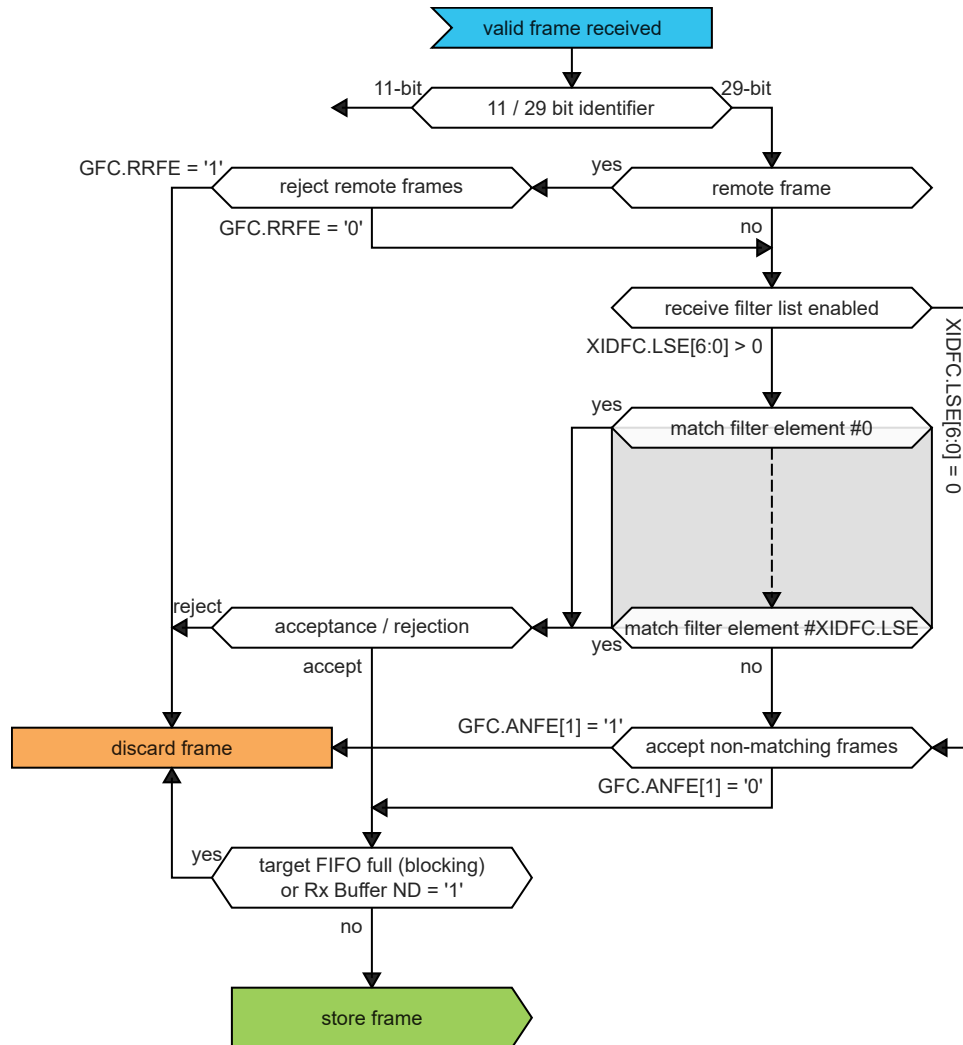 valid frame received
11-bit
29-bit
11 / 29 bit identifier
GFC.RRFE = '1'
reject remote frames
yes
remote frame
GFC.RRFE = '0'
no
receive filter list enabled
XIDFC.LSE[6:0] > 0
XIDFC.LSE[6:0] = 0
yes
match filter element #0
reject
acceptance / rejection
yes
match filter element #XIDFC.LSE
accept
no
GFC.ANFE[1] = '1'
discard frame
accept non-matching frames
GFC.ANFE[1] = '0'
yes
target FIFO full (blocking)
or Rx Buffer ND = '1'
no
store frame